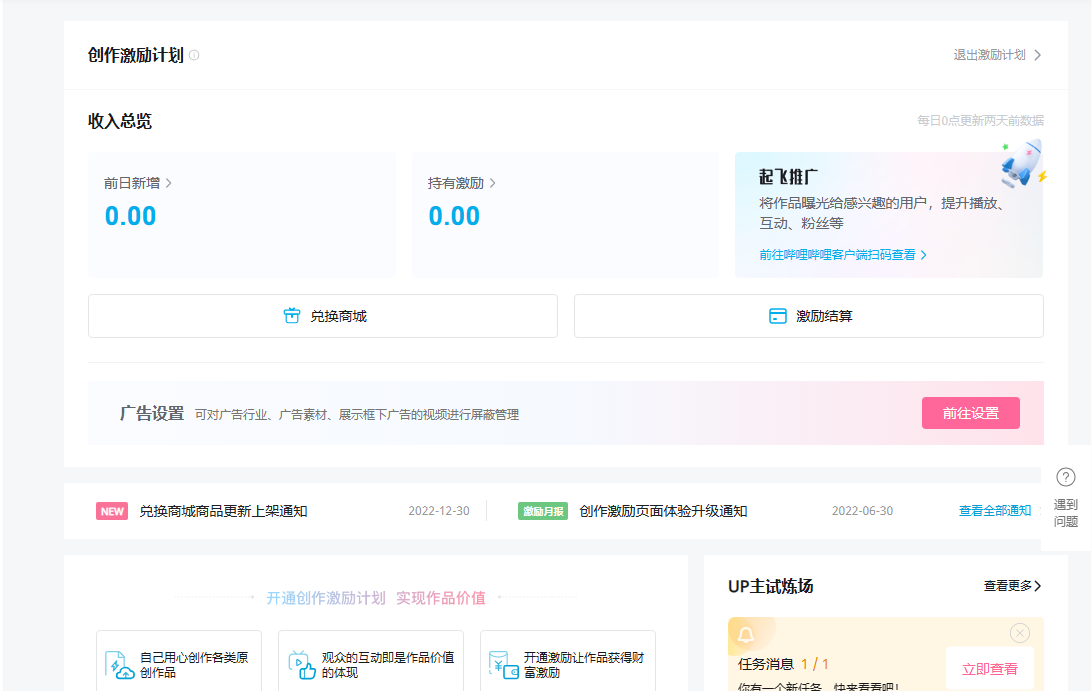 创作激励计划
退出激励计划
收入总览
每日0点更新两天前数据
前日新增
0.00
持有激励
0.00
起飞推广
将作品曝光给感兴趣的用户，提升播放、
互动、粉丝等
前往哔哩哔哩客户端扫码查看
兑换商城
激励结算
广告设置 可对广告行业、广告素材、展示框下广告的视频进行屏蔽管理
前往设置
遇到
问题
NEW 兑换商城商品更新上架通知 2022-12-30
激励月报 创作激励页面体验升级通知 2022-06-30
查看全部通知
开通创作激励计划 实现作品价值
自己用心创作各类原
创作品
观众的互动即是作品价值
的体现
开通激励让作品获得财
富激励
UP主试炼场
查看更多
任务消息 1 / 1
你有一个新任务，快来看看吧！
立即查看